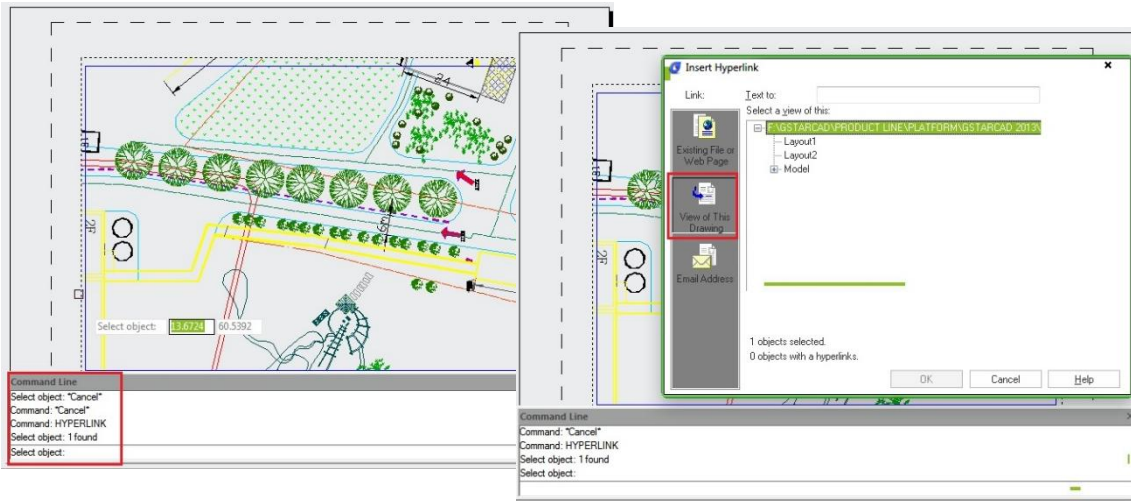 24
2F
Select object: 13.6724 60.5392
Command Line
Select object: *Cancel*
Command: *Cancel*
Command: HYPERLINK
Select object: 1 found
Select object:
Insert Hyperlink
Link:
Text to:
Select a view of this:
F:\GSTARCAD\PRODUCT LINE\PLATFORM\GSTARCAD 2013\
Layout1
Layout2
Model
Existing File or
Web Page
View of This
Drawing
Email Address
1 objects selected.
0 objects with a hyperlinks.
OK Cancel Help
2F
Command Line
Command: *Cancel*
Command: HYPERLINK
Select object: 1 found
Select object: